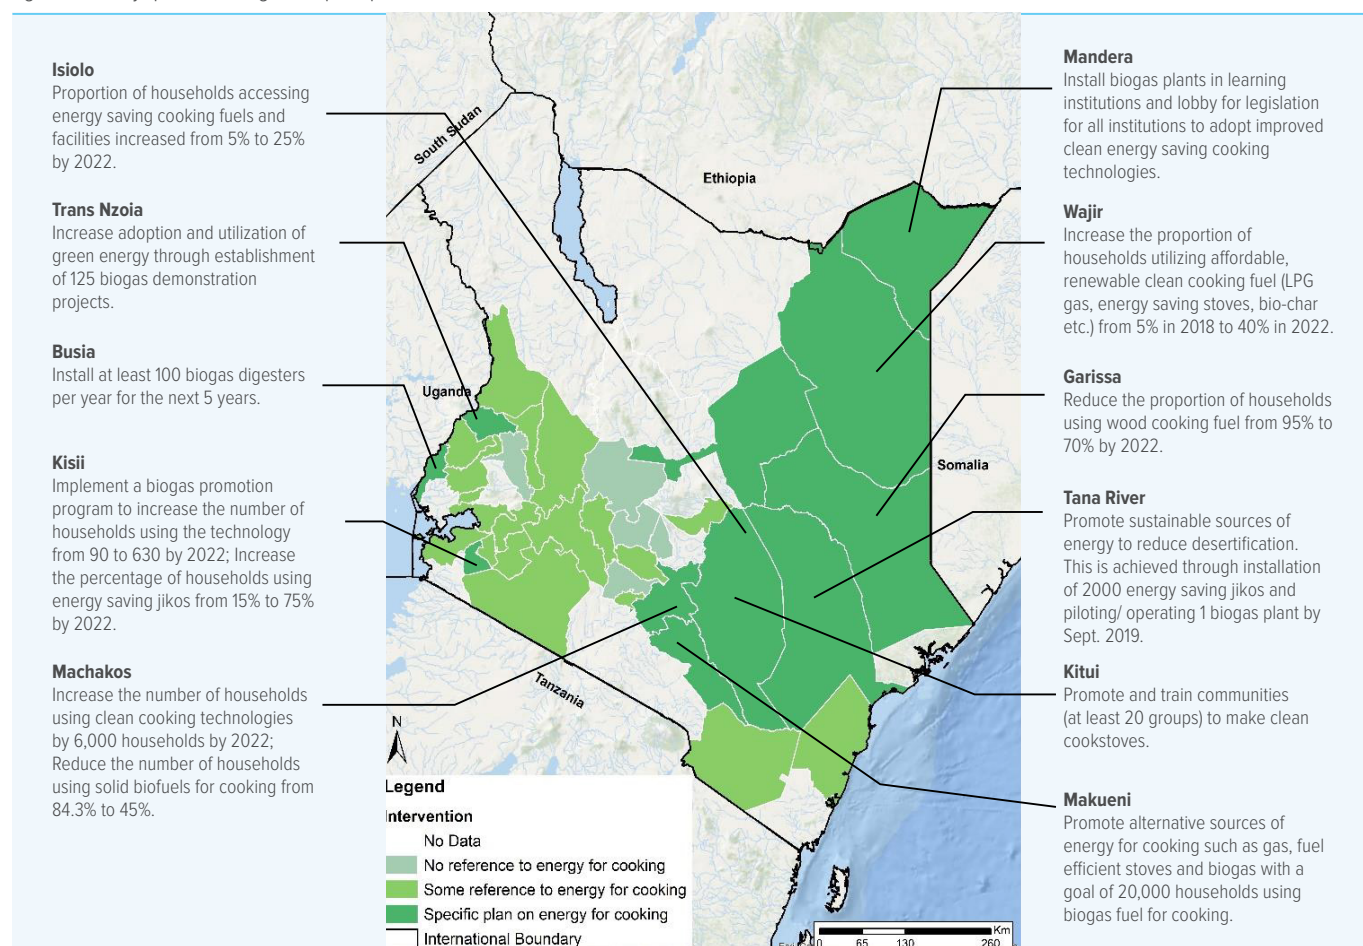 Isiolo
Proportion of households accessing
energy saving cooking fuels and
facilities increased from 5% to 25%
by 2022.
Trans Nzoia
Increase adoption and utilization of
green energy through establishment
of 125 biogas demonstration
projects.
Busia
Install at least 100 biogas digesters
per year for the next 5 years.
Kisii
Implement a biogas promotion
program to increase the number of
households using the technology
from 90 to 630 by 2022; Increase
the percentage of households using
energy saving jikos from 15% to 75%
by 2022.
Machakos
Increase the number of households
using clean cooking technologies
by 6,000 households by 2022;
Reduce the number of households
using solid biofuels for cooking from
84.3% to 45%.
South Sudan
Ethiopia
Uganda
Somalia
Tanzania
N
Legend
Intervention
No Data
No reference to energy for cooking
Some reference to energy for cooking
Specific plan on energy for cooking
International Boundary
Km
0 65 130 260
Mandera
Install biogas plants in learning
institutions and lobby for legislation
for all institutions to adopt improved
clean energy saving cooking
technologies.
Wajir
Increase the proportion of
households utilizing affordable,
renewable clean cooking fuel (LPG
gas, energy saving stoves, bio-char
etc.) from 5% in 2018 to 40% in 2022.
Garissa
Reduce the proportion of households
using wood cooking fuel from 95% to
70% by 2022.
Tana River
Promote sustainable sources of
energy to reduce desertification.
This is achieved through installation
of 2000 energy saving jikos and
piloting/ operating 1 biogas plant by
Sept. 2019.
Kitui
Promote and train communities
(at least 20 groups) to make clean
cookstoves.
Makueni
Promote alternative sources of
energy for cooking such as gas, fuel
efficient stoves and biogas with a
goal of 20,000 households using
biogas fuel for cooking.